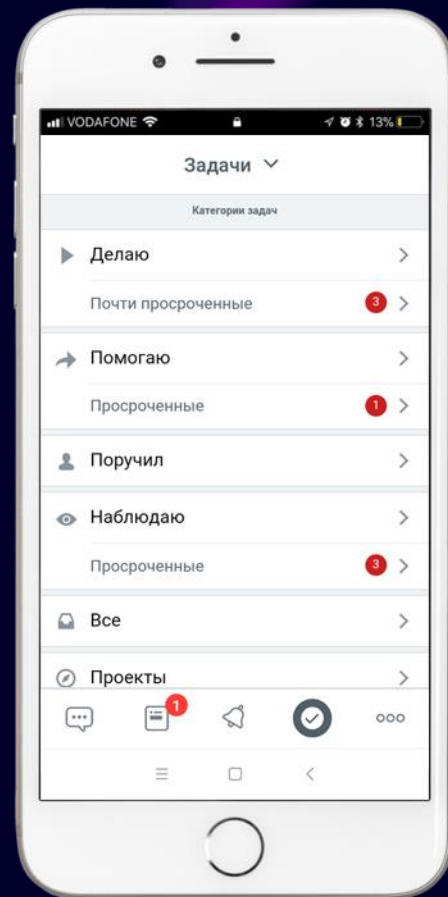 VODAFONE 13%
Задачи
Категории задач
Делаю
Почти просроченные 3
Помогаю
Просроченные 1
Поручил
Наблюдаю
Просроченные 3
Все
Проекты
1